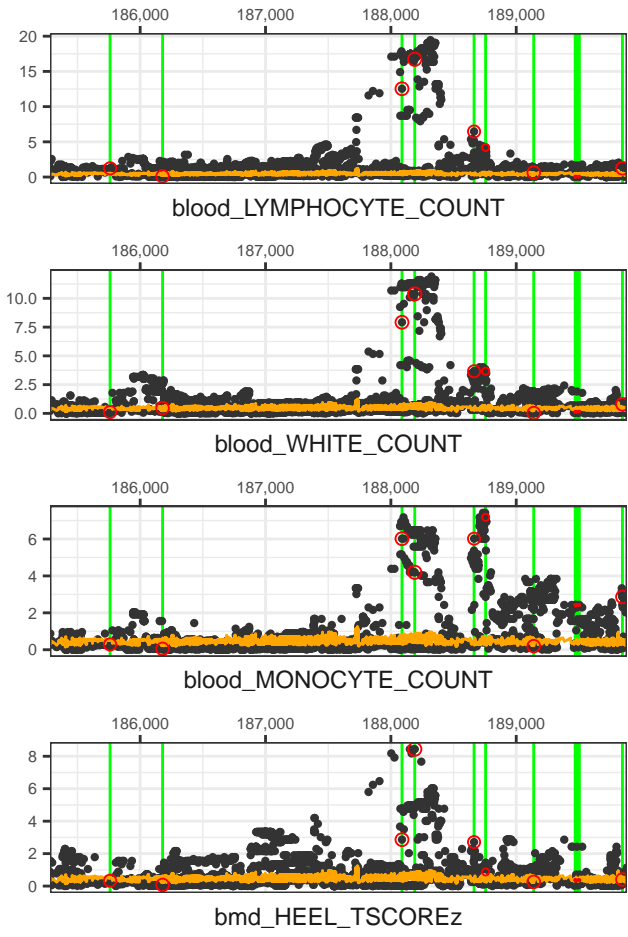 186,000 187,000 188,000 189,000
20
15
10
5
0
blood_LYMPHOCYTE_COUNT
186,000 187,000 188,000 189,000
10.0
7.5
5.0
2.5
0.0
blood_WHITE_COUNT
186,000 187,000 188,000 189,000
6
4
2
0
blood_MONOCYTE_COUNT
186,000 187,000 188,000 189,000
8
6
4
2
0
bmd_HEEL_TSCOREz